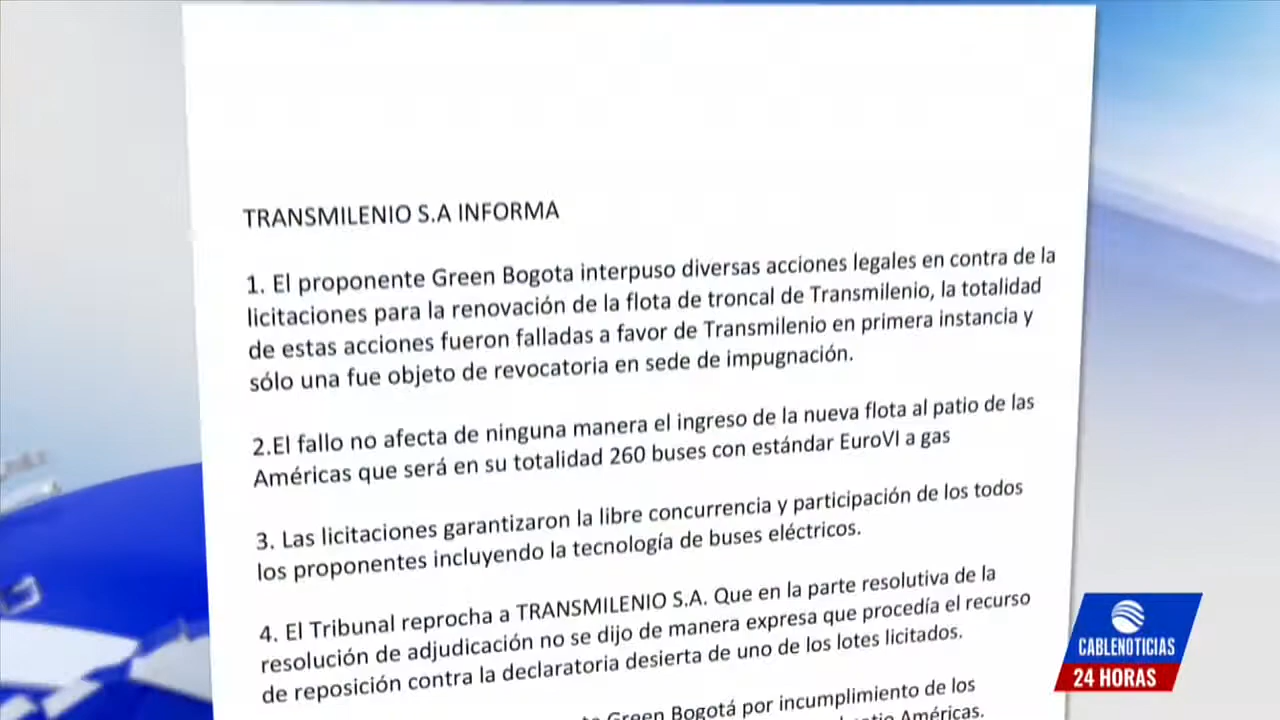 TRANSMILENIO S.A INFORMA
1. El proponente Green Bogota interpuso diversas acciones legales en contra de la
licitaciones para la renovación de la flota de troncal de Transmilenio, la totalidad
de estas acciones fueron falladas a favor de Transmilenio en primera instancia y
sólo una fue objeto de revocatoria en sede de impugnación.
2.El fallo no afecta de ninguna manera el ingreso de la nueva flota al patio de las
Américas que será en su totalidad 260 buses con estándar EuroVI a gas
3. Las licitaciones garantizaron la libre concurrencia y participación de los todos
los proponentes incluyendo la tecnología de buses eléctricos.
4. El Tribunal reprocha a TRANSMILENIO S.A. Que en la parte resolutiva de la
resolución de adjudicación no se dijo de manera expresa que procedía el recurso
de reposición contra la declaratoria desierta de uno de los lotes licitados.
Green Bogotá por incumplimiento de los
Américas.
CABLENOTICIAS
24 HORAS